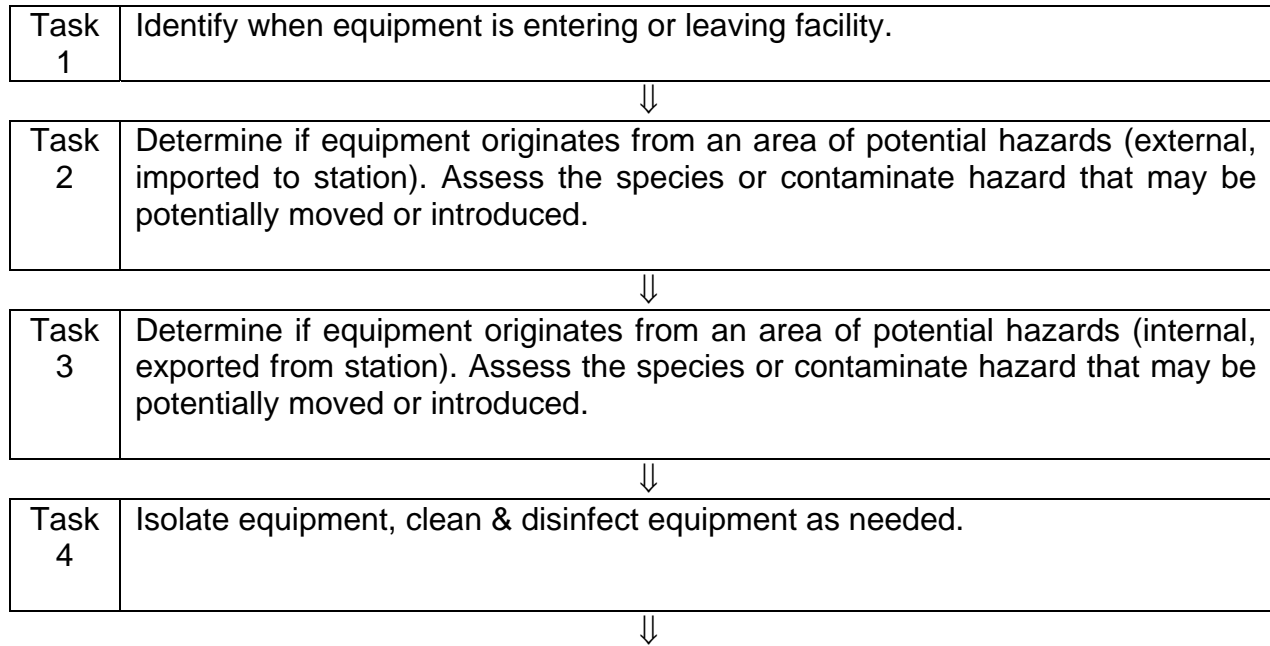 Task Identify when equipment is entering or leaving facility.
1
⇓
Task Determine if equipment originates from an area of potential hazards (external,
2 imported to station). Assess the species or contaminate hazard that may be
potentially moved or introduced.
⇓
Task Determine if equipment originates from an area of potential hazards (internal,
3 exported from station). Assess the species or contaminate hazard that may be
potentially moved or introduced.
⇓
Task Isolate equipment, clean & disinfect equipment as needed.
4
⇓